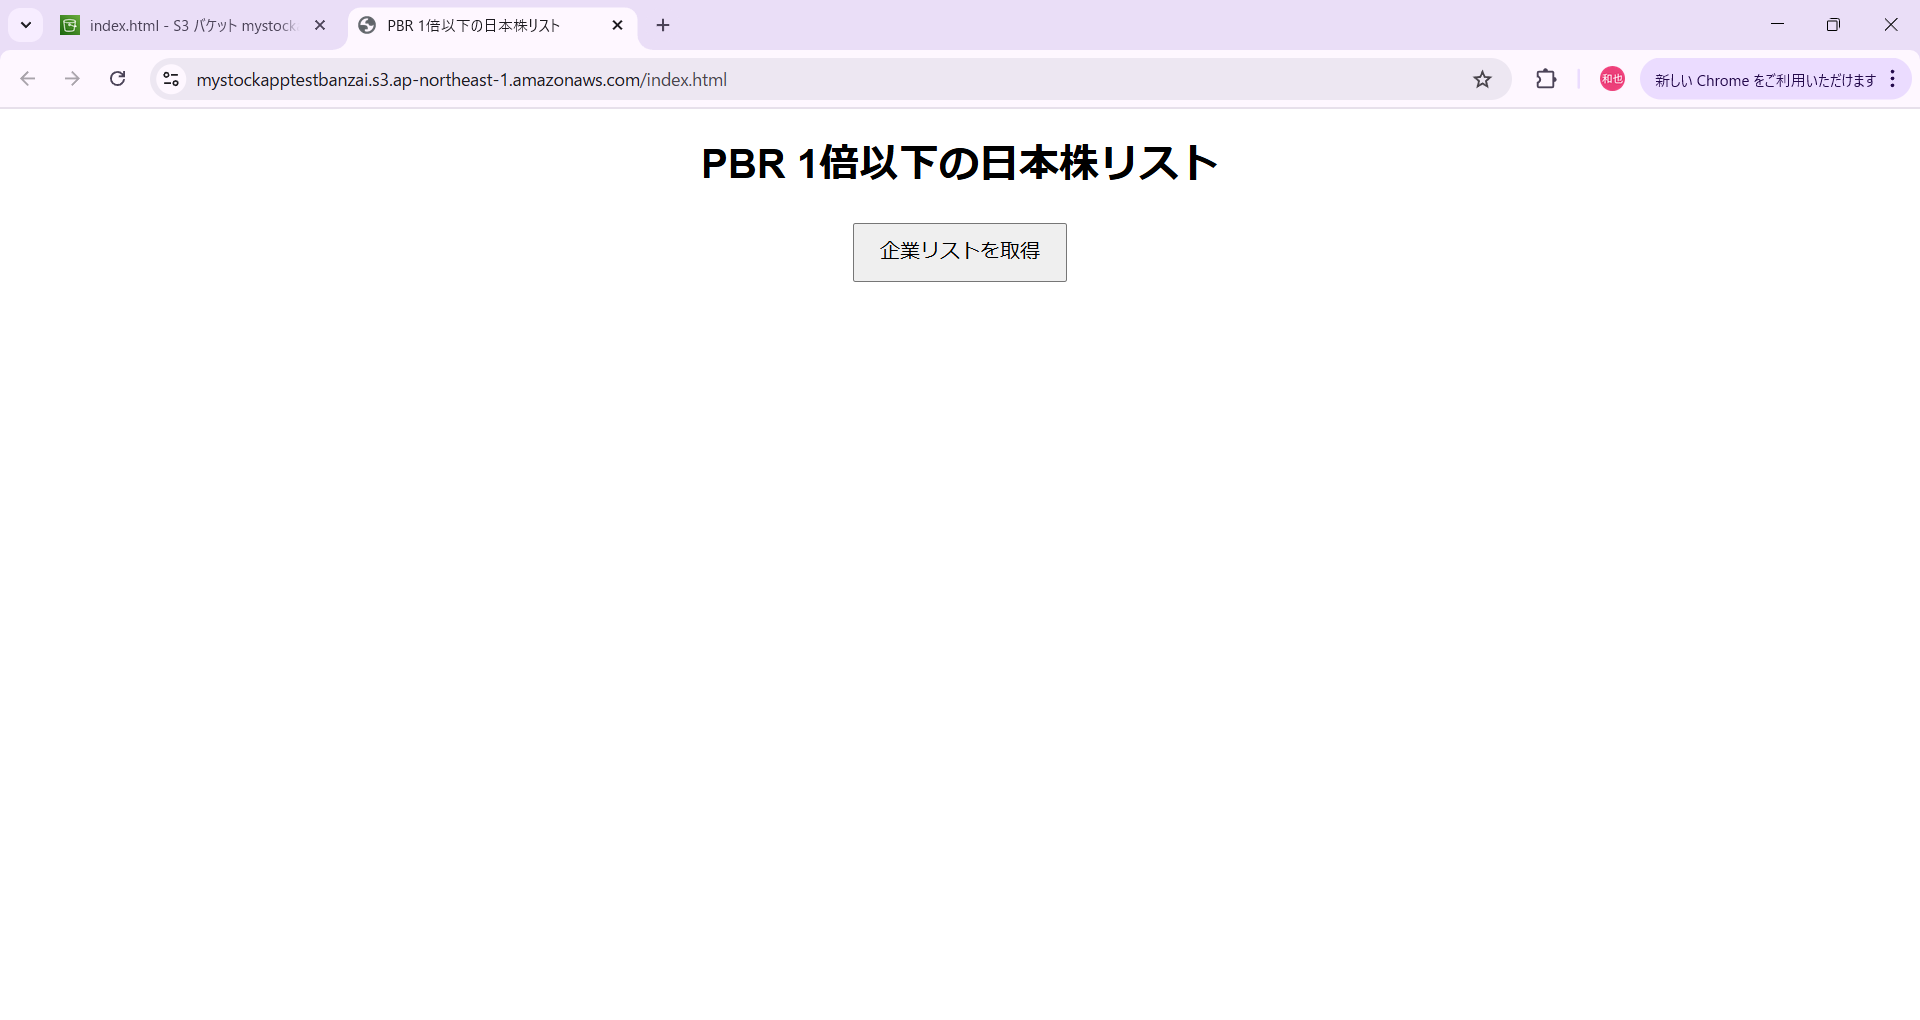 index.html - S3 バケット mystock
PBR 1倍以下の日本株リスト
mystockapptestbanzai.s3.ap-northeast-1.amazonaws.com/index.html
和也
新しい Chrome をご利用いただけます
PBR 1倍以下の日本株リスト
企業リストを取得